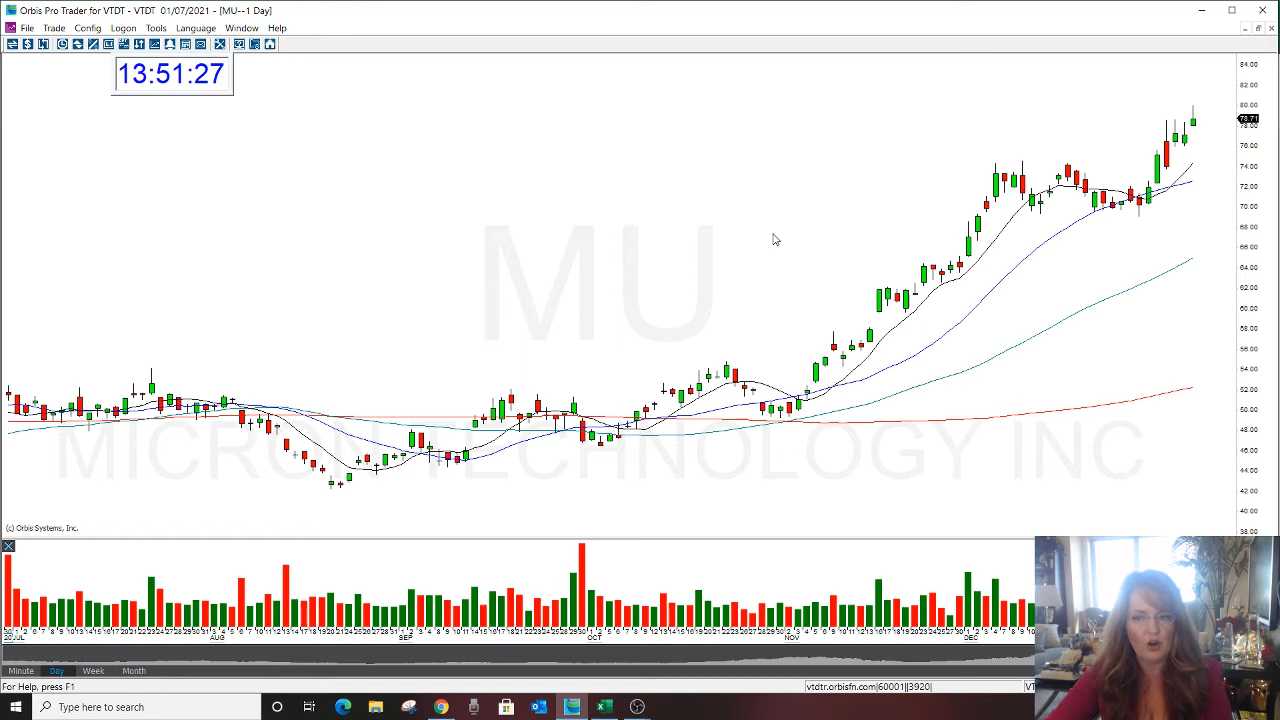 Orbis Pro Trader for VTDT - VTDT 01/07/2021 - [MU--1 Day]
File Trade Config Logon Tools Language Window Help
13:51:27
84.00
82.00
80.00
78.71
78.00
76.00
74.00
72.00
70.00
68.00
66.00
64.00
62.00
60.00
58.00
56.00
54.00
52.00
50.00
48.00
46.00
44.00
42.00
40.00
38.00
MU
MICRON TECHNOLOGY INC
(c) Orbis Systems, Inc.
20JUL AUG SEP OCT NOV DEC
Minute Day Week Month
For Help, press F1
vtdtr.orbisfn.com|60001||3920|
Type here to search